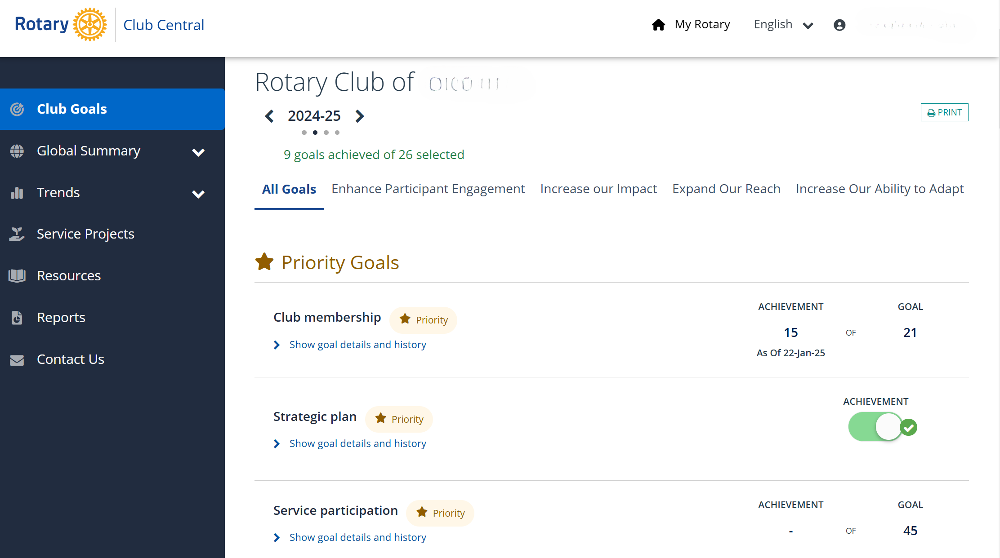 Rotary
Club Central
My Rotary
English
Rotary Club of
2024-25
PRINT
9 goals achieved of 26 selected
All Goals
Enhance Participant Engagement
Increase our Impact
Expand Our Reach
Increase Our Ability to Adapt
Club Goals
Global Summary
Trends
Service Projects
Resources
Reports
Contact Us
Priority Goals
Club membership
Priority
Show goal details and history
ACHIEVEMENT
GOAL
15 OF 21
As Of 22-Jan-25
Strategic plan
Priority
Show goal details and history
ACHIEVEMENT
Service participation
Priority
Show goal details and history
ACHIEVEMENT
GOAL
- OF 45